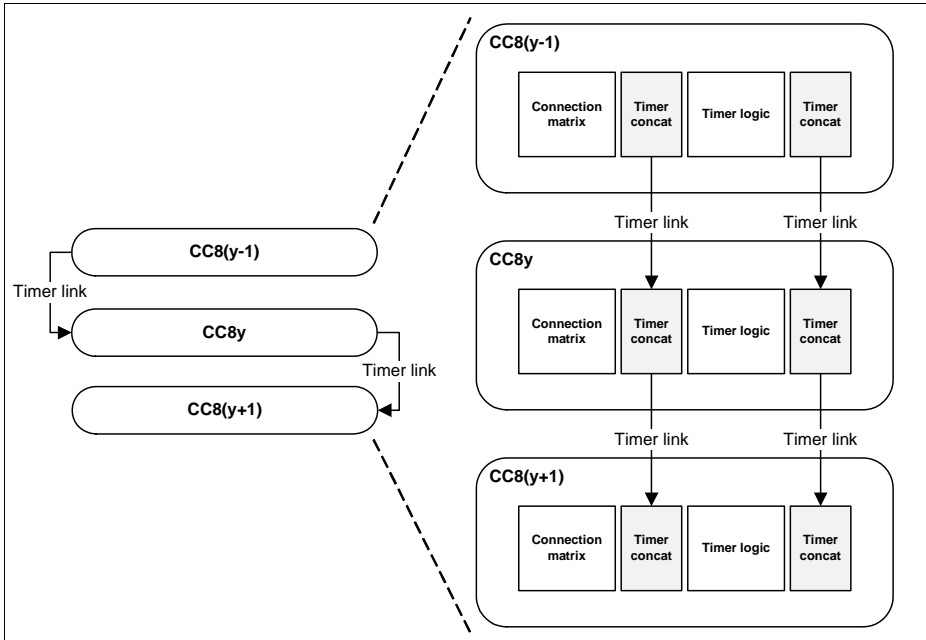 CC8(y-1)
Timer link
CC8y
Timer link
CC8(y+1)
CC8(y-1)
Connection
matrix
Timer
concat
Timer logic
Timer
concat
Timer link
Timer link
CC8y
Connection
matrix
Timer
concat
Timer logic
Timer
concat
Timer link
Timer link
CC8(y+1)
Connection
matrix
Timer
concat
Timer logic
Timer
concat